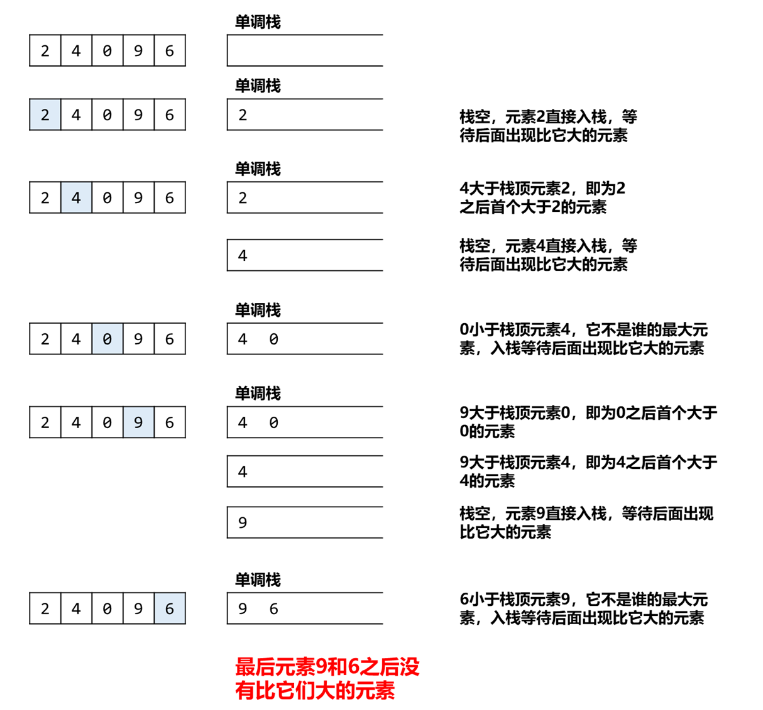 单调栈
2 4 0 9 6
单调栈
2 4 0 9 6
2
栈空，元素2直接入栈，等
待后面出现比它大的元素
单调栈
2 4 0 9 6
2
4大于栈顶元素2，即为2
之后首个大于2的元素
4
栈空，元素4直接入栈，等
待后面出现比它大的元素
单调栈
2 4 0 9 6
4 0
0小于栈顶元素4，它不是谁的最大元
素，入栈等待后面出现比它大的元素
单调栈
2 4 0 9 6
4 0
9大于栈顶元素0，即为0之后首个大于
0的元素
4
9大于栈顶元素4，即为4之后首个大于
4的元素
9
栈空，元素9直接入栈，等待后面出现
比它大的元素
单调栈
2 4 0 9 6
9 6
6小于栈顶元素9，它不是谁的最大元
素，入栈等待后面出现比它大的元素
最后元素9和6之后没
有比它们大的元素